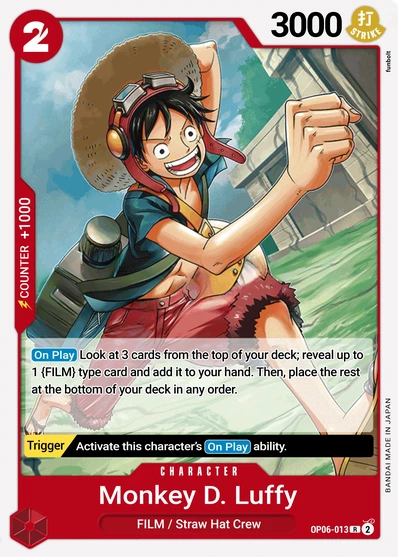 2
3000
打
STRIKE
funbolt
COUNTER +1000
On Play Look at 3 cards from the top of your deck; reveal up to
1 {FILM} type card and add it to your hand. Then, place the rest
at the bottom of your deck in any order.
Trigger Activate this character's On Play ability.
BANDAI MADE IN JAPAN
CHARACTER
Monkey D. Luffy
FILM / Straw Hat Crew
OP06-013 R 2